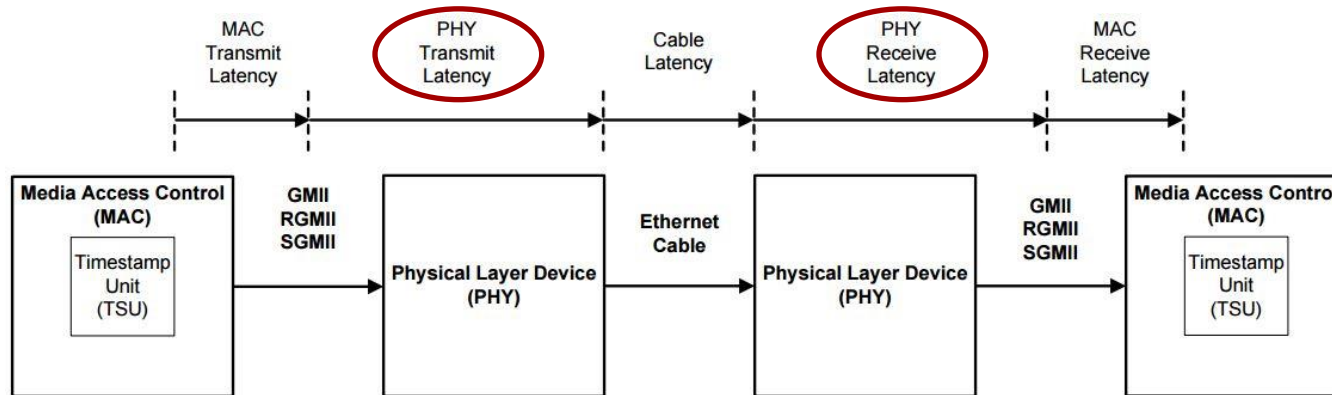 MAC
Transmit
Latency
PHY
Transmit
Latency
Cable
Latency
PHY
Receive
Latency
MAC
Receive
Latency
Media Access Control
(MAC)
Timestamp
Unit
(TSU)
GMII
RGMII
SGMII
Physical Layer Device
(PHY)
Ethernet
Cable
Physical Layer Device
(PHY)
GMII
RGMII
SGMII
Media Access Control
(MAC)
Timestamp
Unit
(TSU)